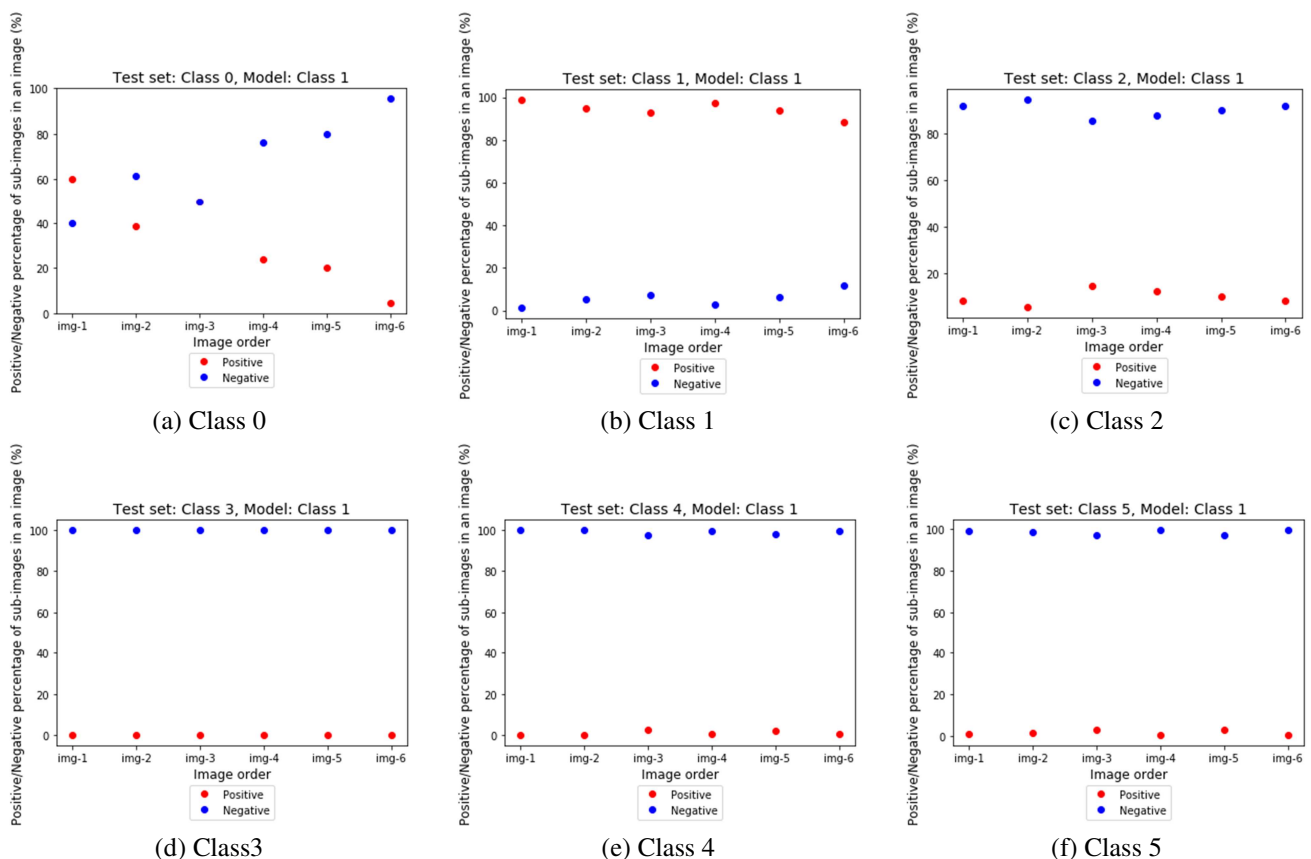 Positive/Negative percentage of sub-images in an image (%)
Test set: Class 0, Model: Class 1
100
80
60
40
20
0
img-1 img-2 img-3 img-4 img-5 img-6
Image order
Positive
Negative
(a) Class 0
Positive/Negative percentage of sub-images in an image (%)
Test set: Class 1, Model: Class 1
100
80
60
40
20
0
img-1 img-2 img-3 img-4 img-5 img-6
Image order
Positive
Negative
(b) Class 1
Positive/Negative percentage of sub-images in an image (%)
Test set: Class 2, Model: Class 1
80
60
40
20
img-1 img-2 img-3 img-4 img-5 img-6
Image order
Positive
Negative
(c) Class 2
Positive/Negative percentage of sub-images in an image (%)
Test set: Class 3, Model: Class 1
100
80
60
40
20
0
img-1 img-2 img-3 img-4 img-5 img-6
Image order
Positive
Negative
(d) Class3
Positive/Negative percentage of sub-images in an image (%)
Test set: Class 4, Model: Class 1
100
80
60
40
20
0
img-1 img-2 img-3 img-4 img-5 img-6
Image order
Positive
Negative
(e) Class 4
Positive/Negative percentage of sub-images in an image (%)
Test set: Class 5, Model: Class 1
100
80
60
40
20
0
img-1 img-2 img-3 img-4 img-5 img-6
Image order
Positive
Negative
(f) Class 5